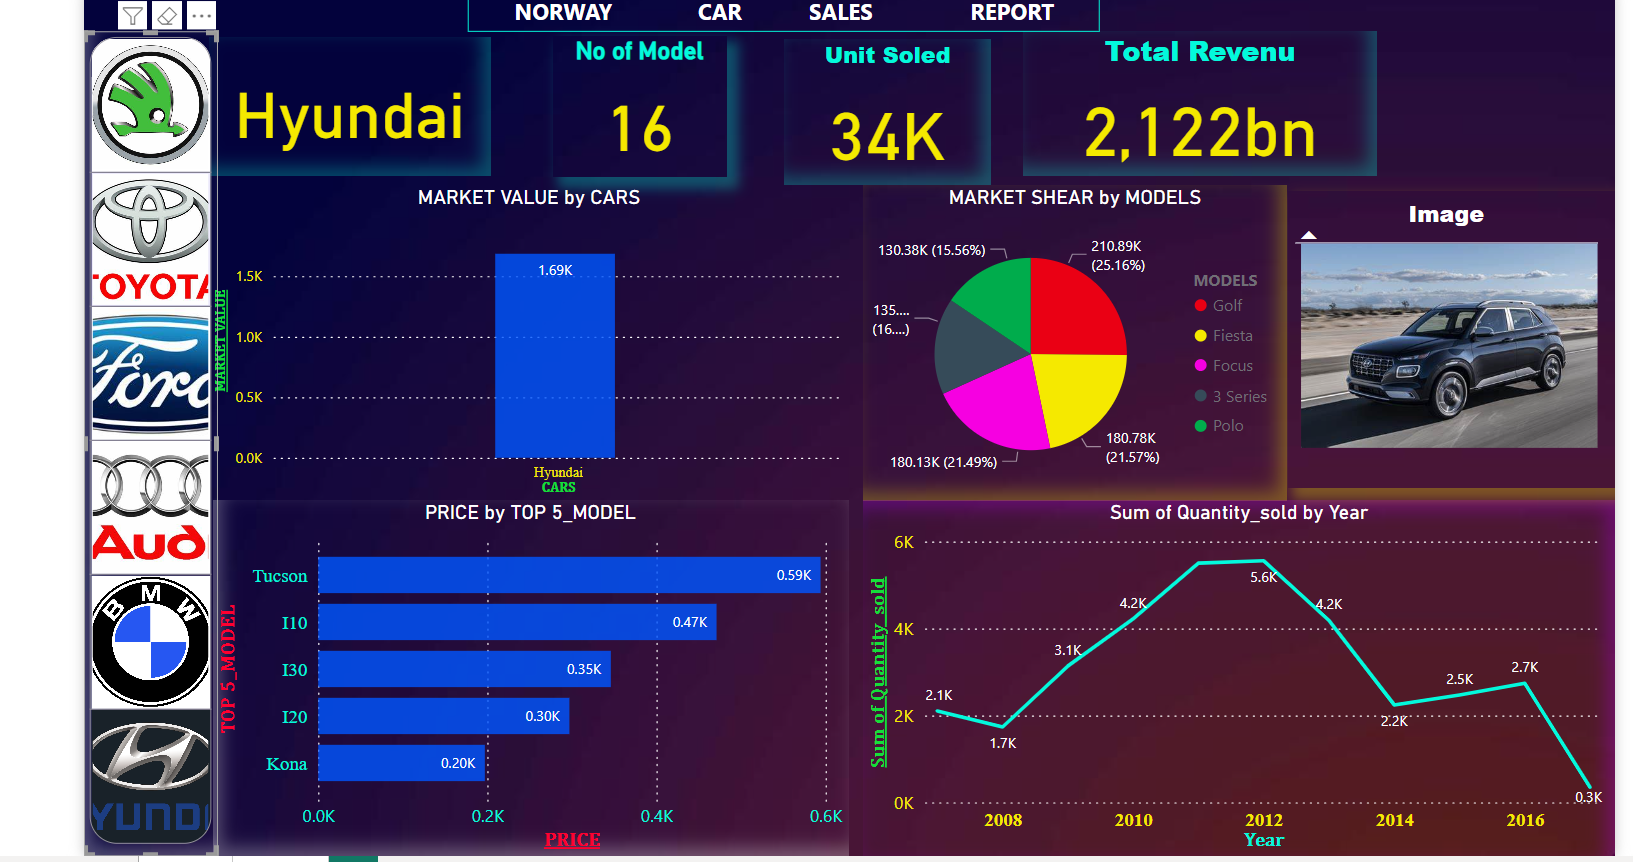 NORWAY CAR SALES REPORT
Hyundai
No of Model
16
Unit Soled
34K
Total Revenu
2,122bn
TOYOTA
Ford
Audi
BMW
HYUNDAI
MARKET VALUE by CARS
MARKET VALUE
1.5K
1.0K
0.5K
0.0K
1.69K
Hyundai
CARS
MARKET SHEAR by MODELS
130.38K (15.56%)
210.89K
(25.16%)
135....
(16....)
180.13K (21.49%)
180.78K
(21.57%)
MODELS
Golf
Fiesta
Focus
3 Series
Polo
Image
PRICE by TOP 5_MODEL
TOP 5_MODEL
Tucson
0.59K
I10
0.47K
I30
0.35K
I20
0.30K
Kona
0.20K
0.0K 0.2K 0.4K 0.6K
PRICE
Sum of Quantity_sold by Year
Sum of Quantity_sold
6K
4K
2K
0K
2.1K
1.7K
3.1K
4.2K
5.6K
4.2K
2.2K
2.5K
2.7K
0.3K
2008 2010 2012 2014 2016
Year